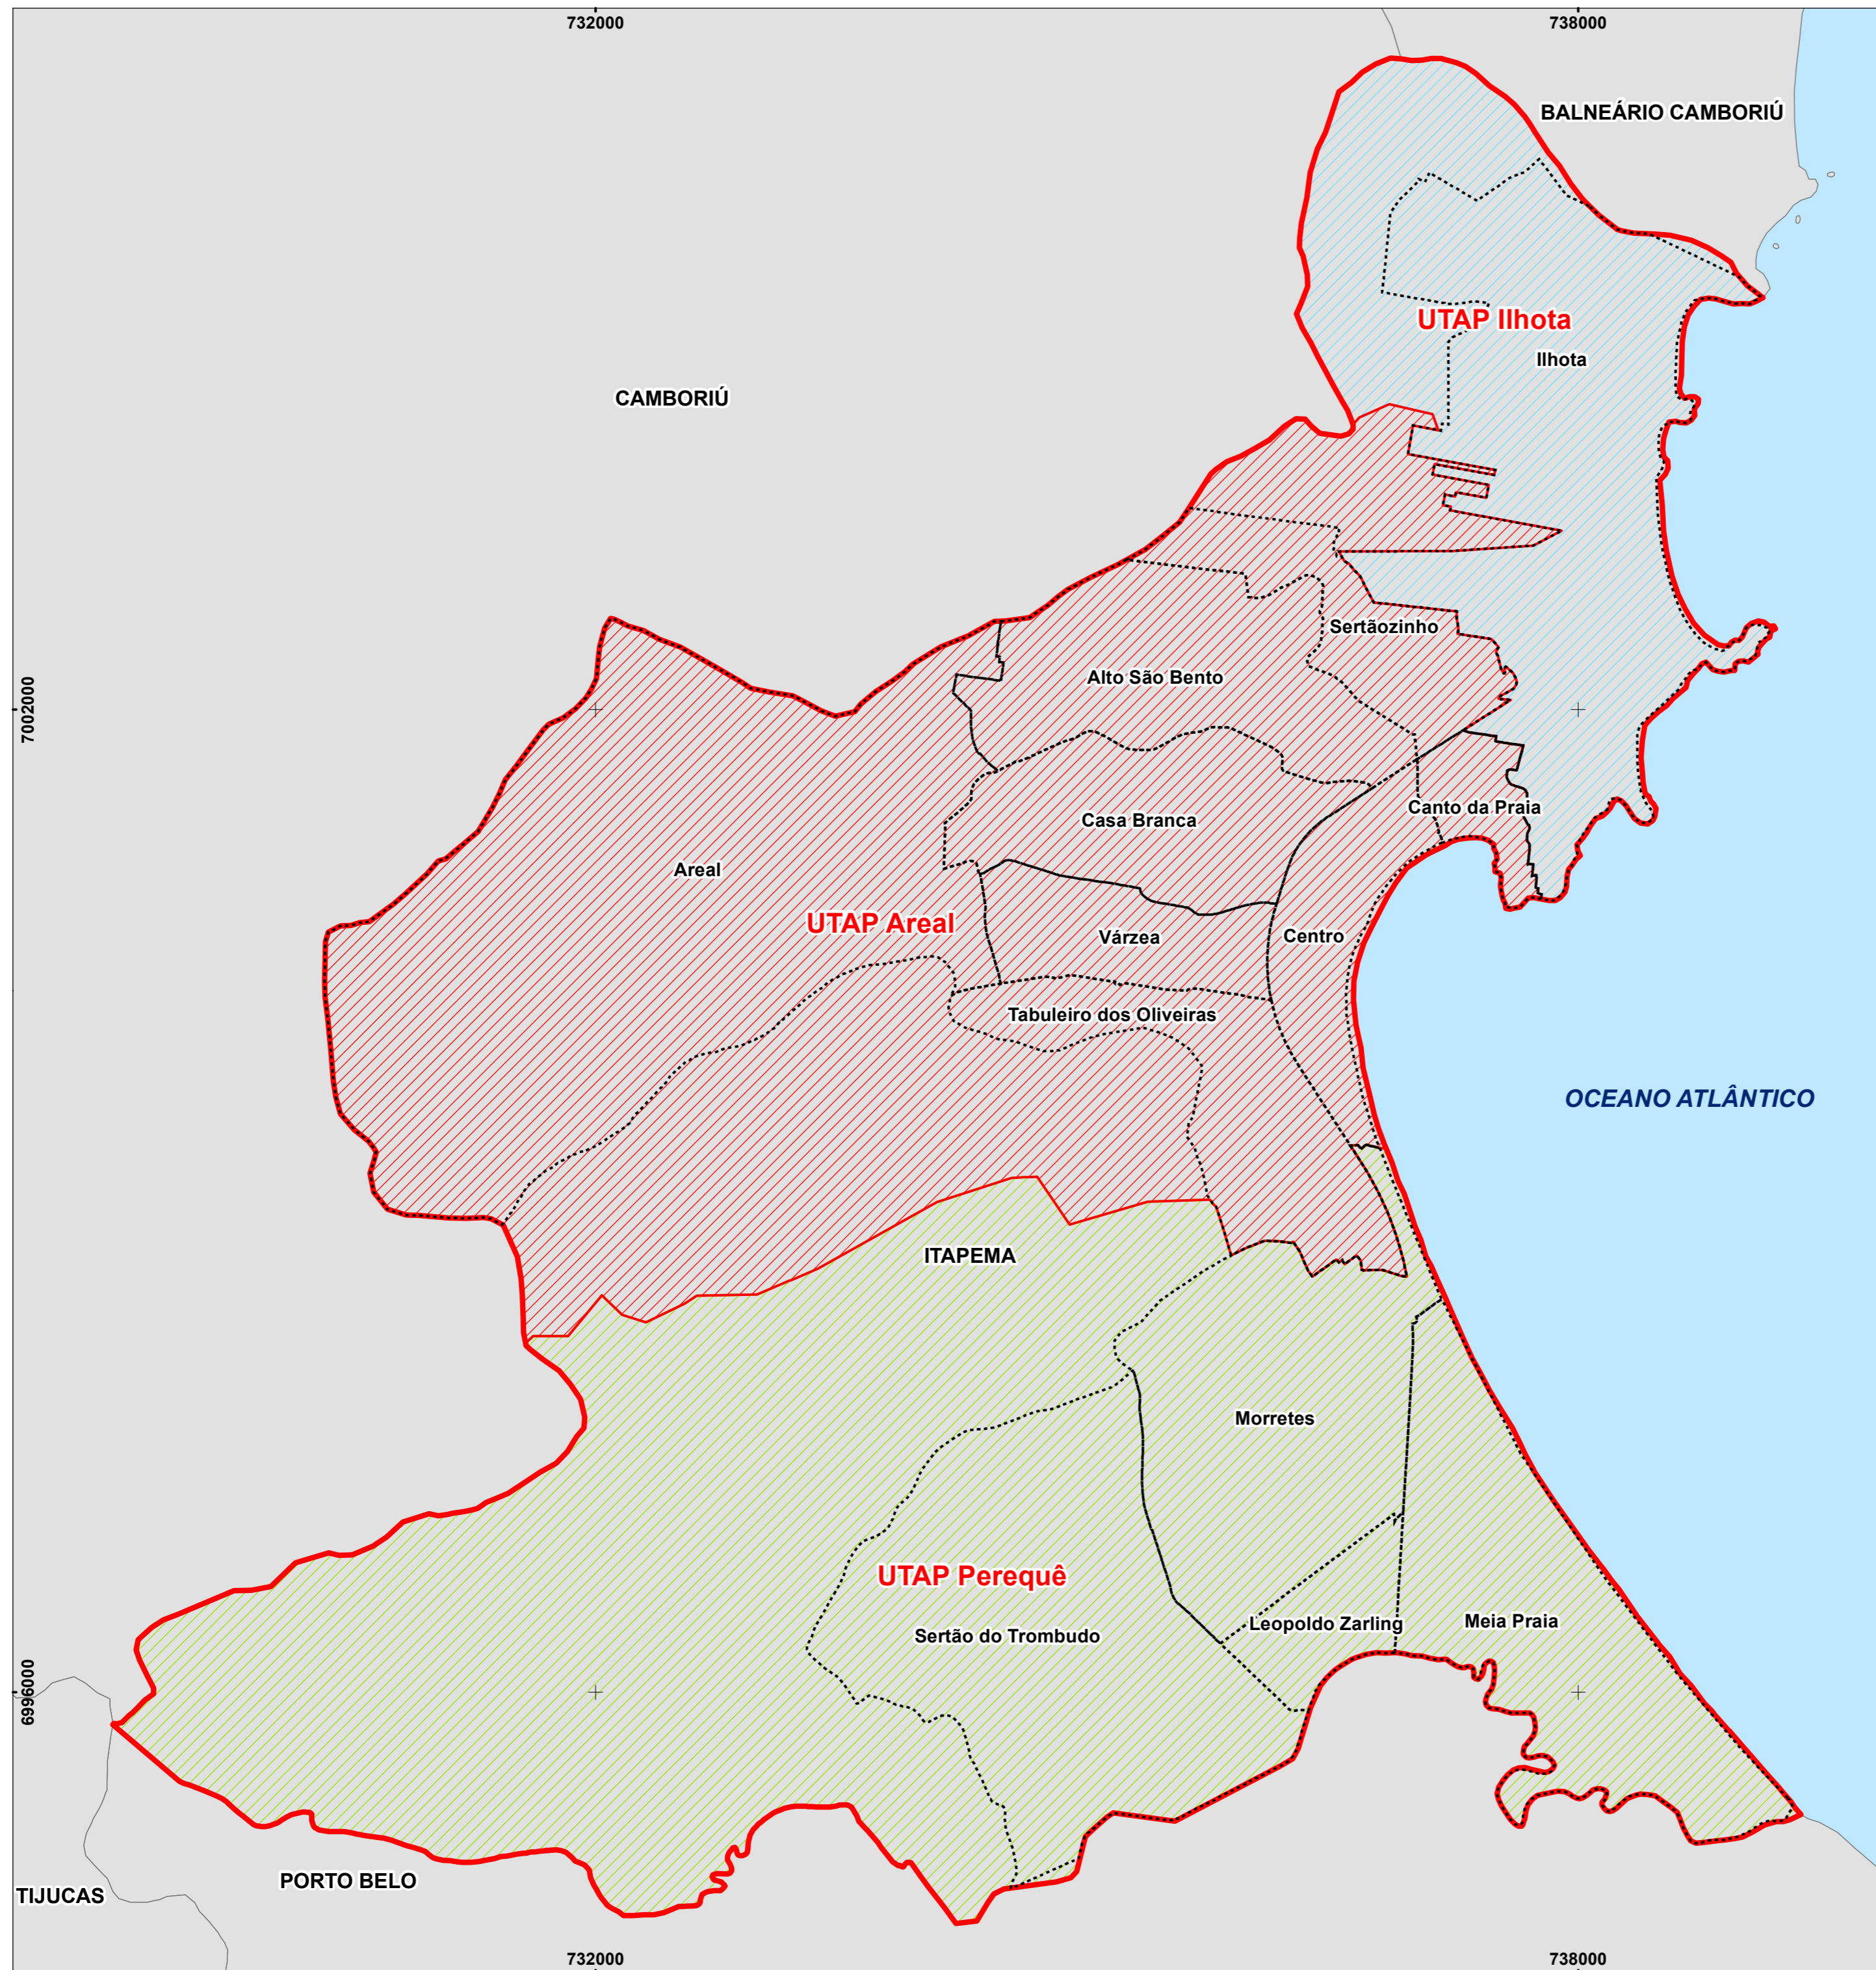 732000
738000
BALNEÁRIO CAMBORIÚ
UTAP Ilhota
Ilhota
CAMBORIÚ
Sertãozinho
Alto São Bento
7002000
Canto da Praia
Casa Branca
Areal
UTAP Areal
Várzea
Centro
Tabuleiro dos Oliveiras
OCEANO ATLÂNTICO
ITAPEMA
Morretes
UTAP Perequê
Leopoldo Zarling
Meia Praia
Sertão do Trombudo
6996000
PORTO BELO
TIJUCAS
732000
738000